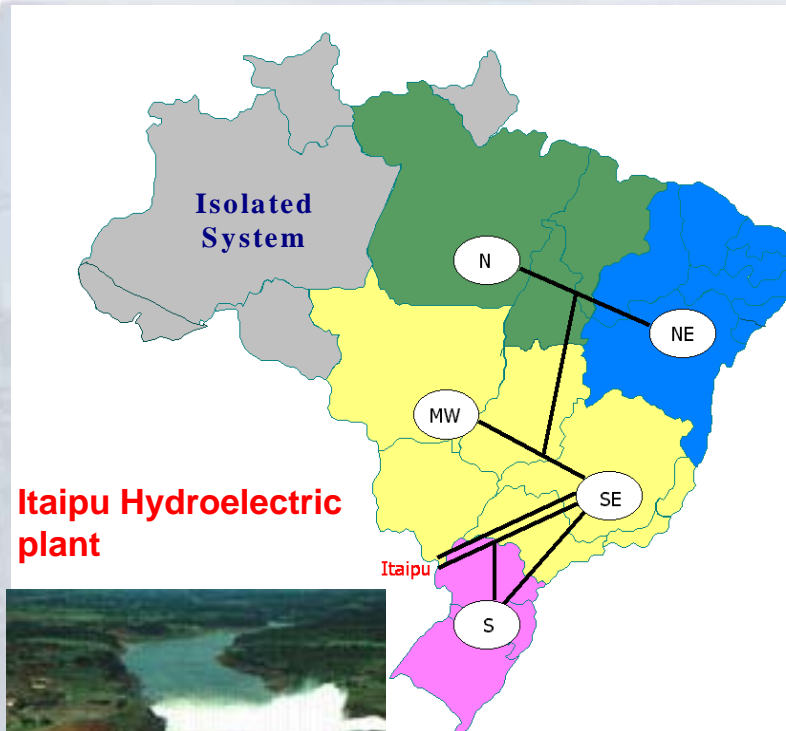 Isolated
System
N
NE
MW
SE
Itaipu Hydroelectric
plant
Itaipu
S